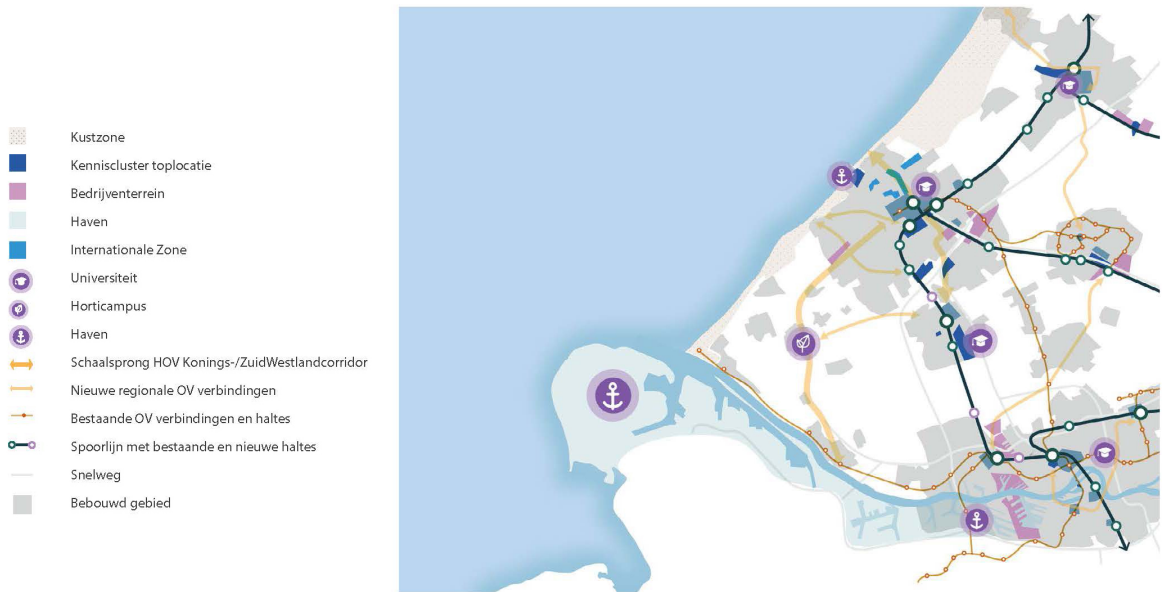 Kustzone
Kenniscluster toplocatie
Bedrijventerrein
Haven
Internationale Zone
Universiteit
Horticampus
Haven
Schaalsprong HOV Konings-/ZuidWestlandcorridor
Nieuwe regionale OV verbindingen
Bestaande OV verbindingen en haltes
Spoorlijn met bestaande en nieuwe haltes
Snelweg
Bebouwd gebied